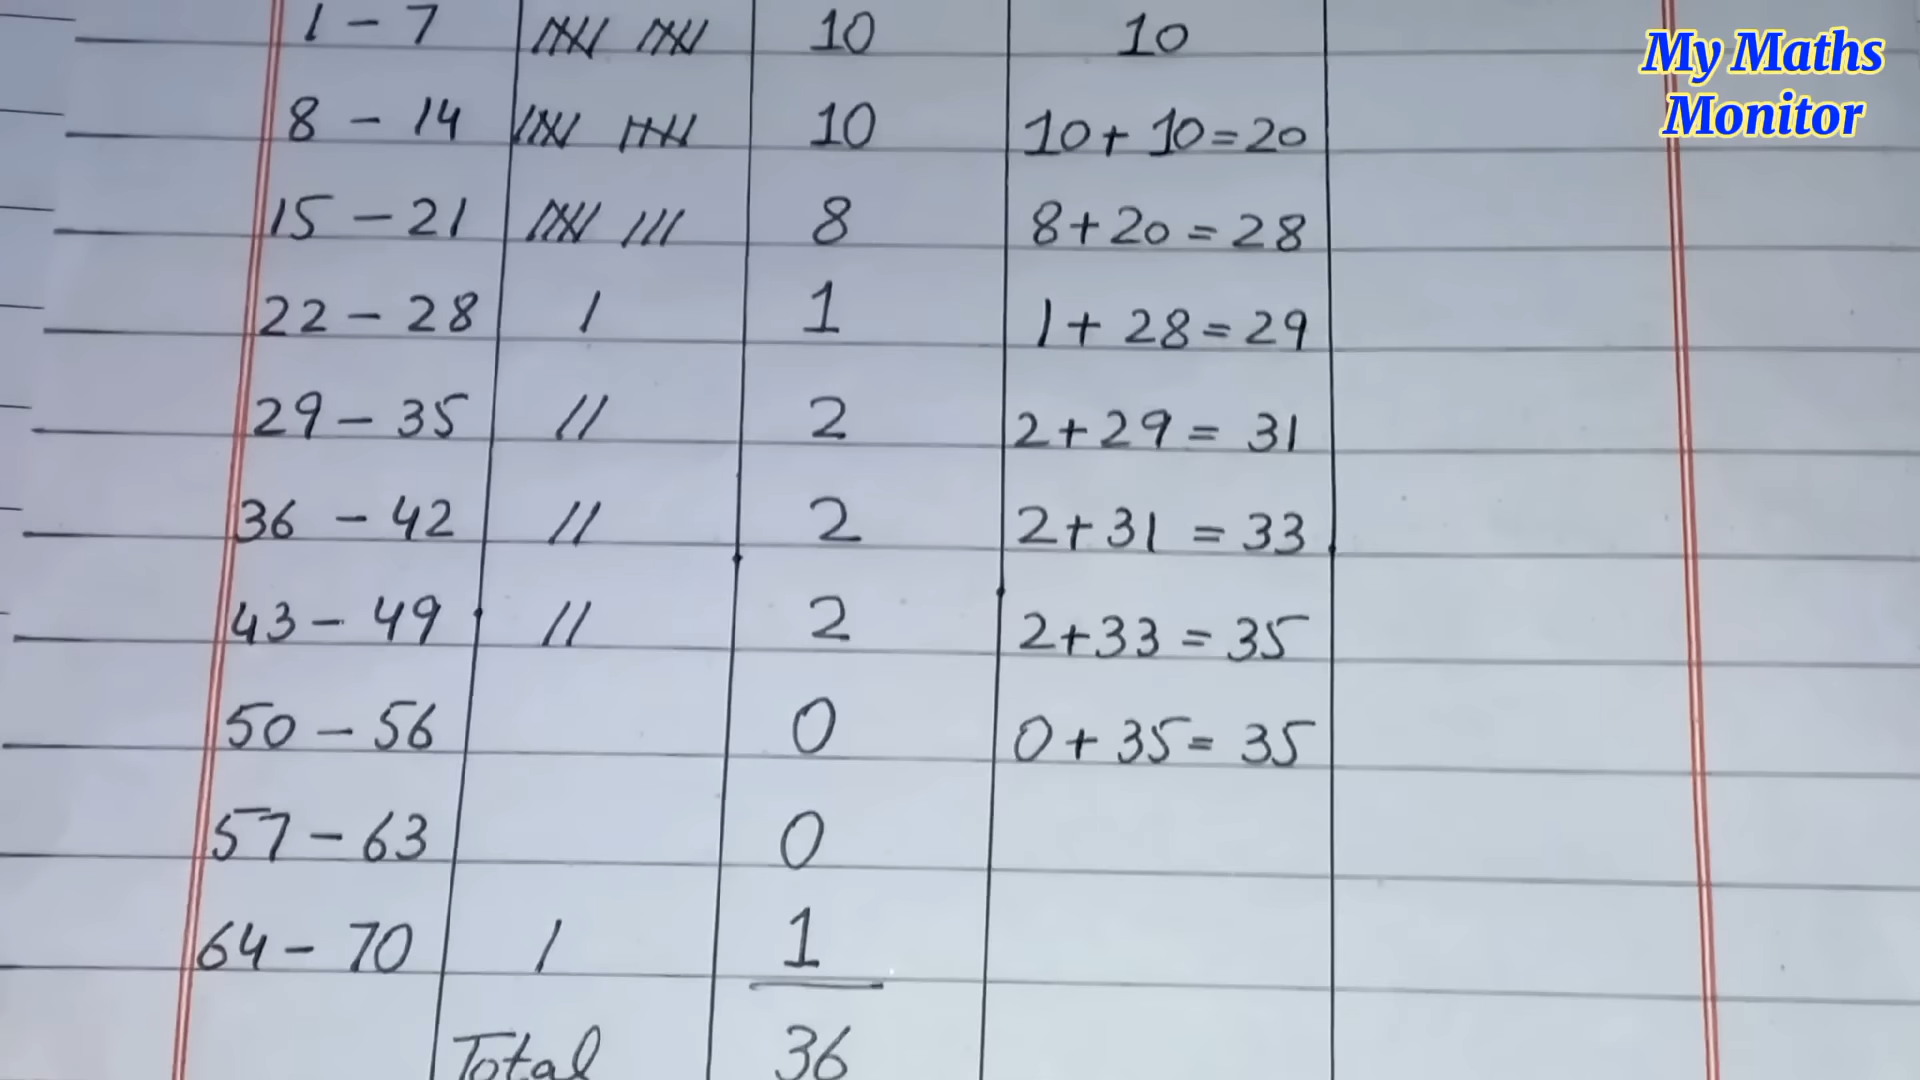 1 - 7 10 10
8 - 14 10 10 + 10 = 20
15 - 21 8 8 + 20 = 28
22 - 28 1 1 + 28 = 29
29 - 35 2 2 + 29 = 31
36 - 42 2 2 + 31 = 33
43 - 49 2 2 + 33 = 35
50 - 56 0 0 + 35 = 35
57 - 63 0
64 - 70 1
Total 36
My Maths
Monitor